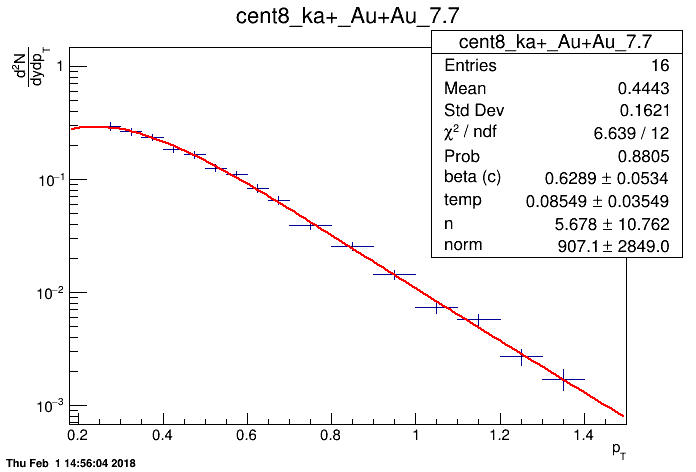 cent8_ka+_Au+Au_7.7
d²N
dydp_T
cent8_ka+_Au+Au_7.7
Entries 16
Mean 0.4443
Std Dev 0.1621
χ² / ndf 6.639 / 12
Prob 0.8805
beta (c) 0.6289 ± 0.0534
temp 0.08549 ± 0.03549
n 5.678 ± 10.762
norm 907.1 ± 2849.0
1
10⁻¹
10⁻²
10⁻³
0.2 0.4 0.6 0.8 1 1.2 1.4
p_T
Thu Feb 1 14:56:04 2018